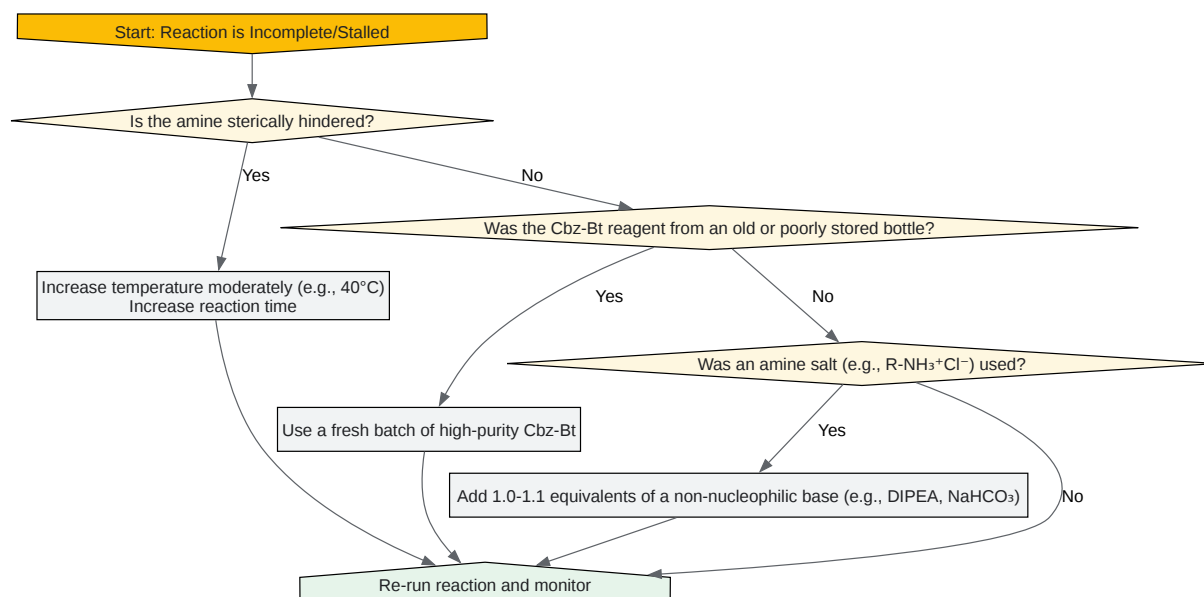 Start: Reaction is Incomplete/Stalled
Is the amine sterically hindered?
Yes
No
Was the Cbz-Bt reagent from an old or poorly stored bottle?
Increase temperature moderately (e.g., 40°C)
Increase reaction time
Yes
No
Was an amine salt (e.g., R-NH₃⁺Cl⁻) used?
Use a fresh batch of high-purity Cbz-Bt
Yes
Add 1.0-1.1 equivalents of a non-nucleophilic base (e.g., DIPEA, NaHCO₃)
No
Re-run reaction and monitor